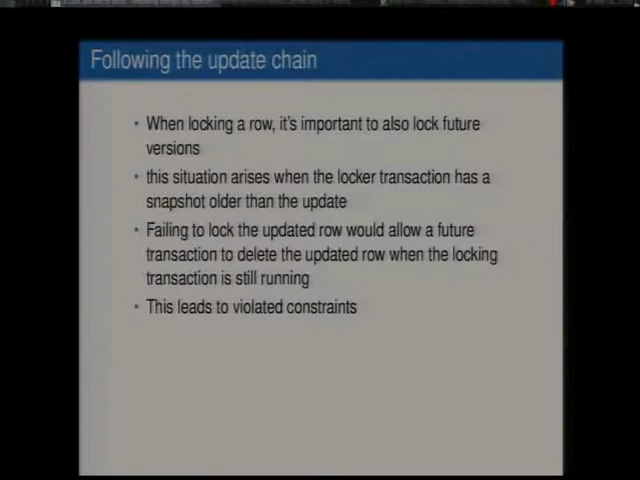 Following the update chain
• When locking a row, it's important to also lock future
versions
• this situation arises when the locker transaction has a
snapshot older than the update
• Failing to lock the updated row would allow a future
transaction to delete the updated row when the locking
transaction is still running
• This leads to violated constraints